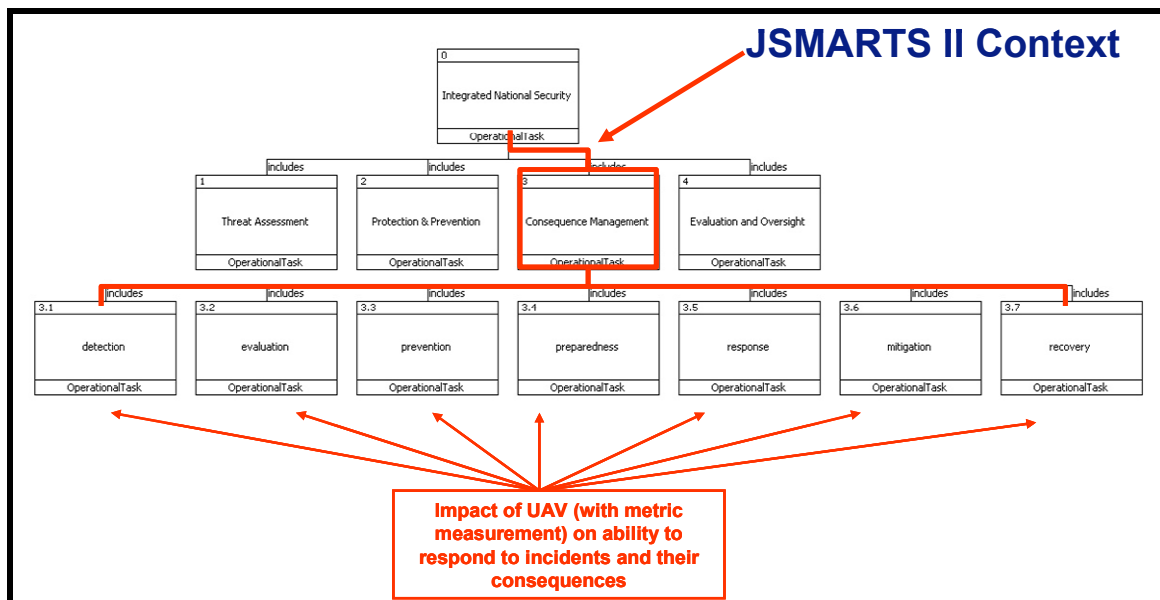 JSMARTS II Context
0
Integrated National Security
OperationalTask
includes
includes
includes
includes
1
Threat Assessment
OperationalTask
2
Protection & Prevention
OperationalTask
3
Consequence Management
OperationalTask
4
Evaluation and Oversight
OperationalTask
includes
includes
includes
includes
includes
includes
includes
3.1
detection
OperationalTask
3.2
evaluation
OperationalTask
3.3
prevention
OperationalTask
3.4
preparedness
OperationalTask
3.5
response
OperationalTask
3.6
mitigation
OperationalTask
3.7
recovery
OperationalTask
Impact of UAV (with metric
measurement) on ability to
respond to incidents and their
consequences